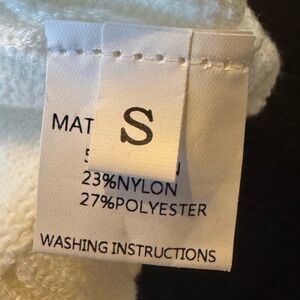 S
MAT
23%NYLON
27%POLYESTER
WASHING INSTRUCTIONS